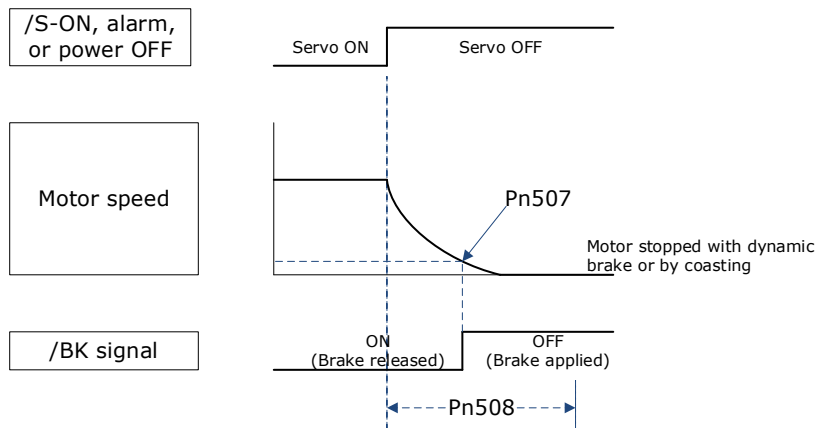 /S-ON, alarm,
or power OFF
Servo ON
Servo OFF
Motor speed
Pn507
Motor stopped with dynamic
brake or by coasting
/BK signal
ON
(Brake released)
OFF
(Brake applied)
Pn508